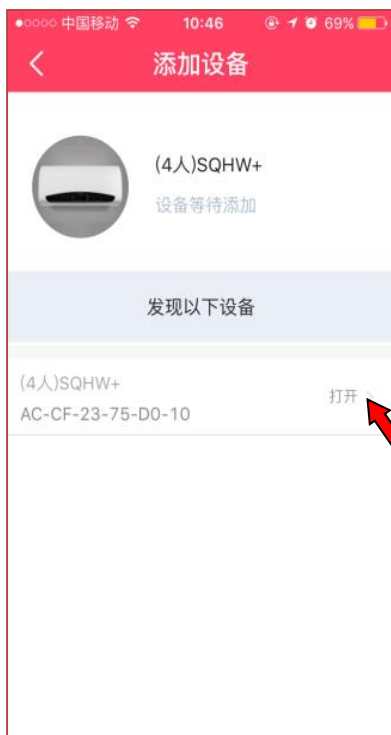 中国移动 10:46 69%
添加设备
(4人)SQHW+
设备等待添加
发现以下设备
(4人)SQHW+
打开
AC-CF-23-75-D0-10